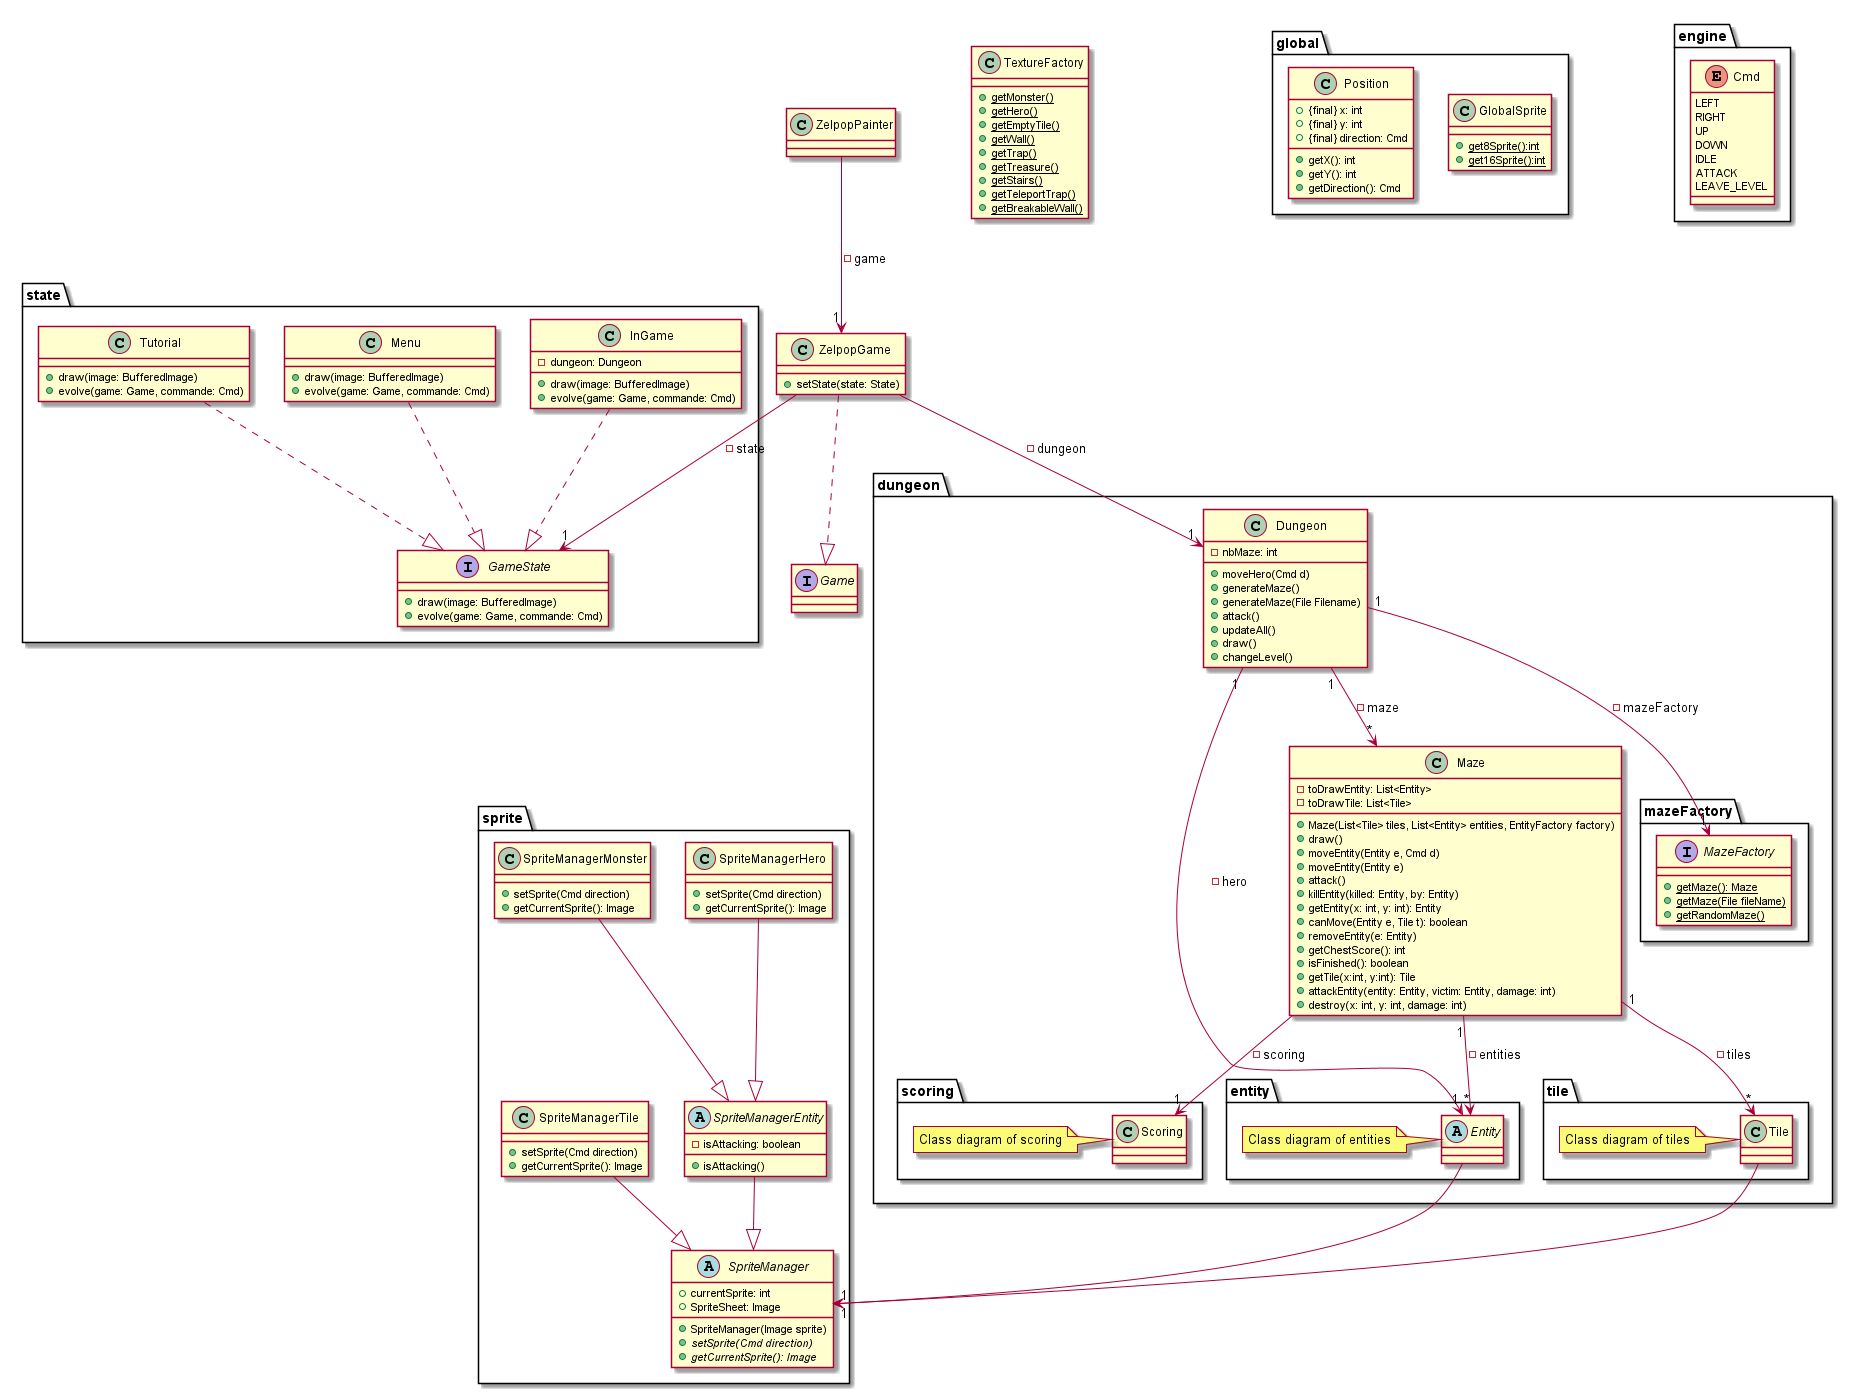 global
engine
C TextureFactory
getMonster()
getHero()
getEmptyTile()
getWall()
getTrap()
getTreasure()
getStairs()
getTeleportTrap()
getBreakableWall()
C Position
{final} x: int
{final} y: int
{final} direction: Cmd
getX(): int
getY(): int
getDirection(): Cmd
C GlobalSprite
get8Sprite():int
get16Sprite():int
E Cmd
LEFT
RIGHT
UP
DOWN
IDLE
ATTACK
LEAVE_LEVEL
C ZelpopPainter
game
1
state
C Tutorial
draw(image: BufferedImage)
evolve(game: Game, commande: Cmd)
C Menu
draw(image: BufferedImage)
evolve(game: Game, commande: Cmd)
C InGame
dungeon: Dungeon
draw(image: BufferedImage)
evolve(game: Game, commande: Cmd)
C ZelpopGame
setState(state: State)
state
1
dungeon
1
I GameState
draw(image: BufferedImage)
evolve(game: Game, commande: Cmd)
I Game
dungeon
C Dungeon
nbMaze: int
moveHero(Cmd d)
generateMaze()
generateMaze(File Filename)
attack()
updateAll()
draw()
changeLevel()
1
1
1
maze
*
mazeFactory
1
hero
1
C Maze
toDrawEntity: List<Entity>
toDrawTile: List<Tile>
Maze(List<Tile> tiles, List<Entity> entities, EntityFactory factory)
draw()
moveEntity(Entity e, Cmd d)
moveEntity(Entity e)
attack()
killEntity(killed: Entity, by: Entity)
getEntity(x: int, y: int): Entity
canMove(Entity e, Tile t): boolean
removeEntity(e: Entity)
getChestScore(): int
isFinished(): boolean
getTile(x:int, y:int): Tile
attackEntity(entity: Entity, victim: Entity, damage: int)
destroy(x: int, y: int, damage: int)
mazeFactory
I MazeFactory
getMaze(): Maze
getMaze(File fileName)
getRandomMaze()
sprite
C SpriteManagerMonster
setSprite(Cmd direction)
getCurrentSprite(): Image
C SpriteManagerHero
setSprite(Cmd direction)
getCurrentSprite(): Image
scoring
1
1
entities
*
1
tiles
*
scoring
Class diagram of scoring
C Scoring
entity
Class diagram of entities
A Entity
tile
Class diagram of tiles
C Tile
C SpriteManagerTile
setSprite(Cmd direction)
getCurrentSprite(): Image
A SpriteManagerEntity
isAttacking: boolean
isAttacking()
A SpriteManager
currentSprite: int
SpriteSheet: Image
SpriteManager(Image sprite)
setSprite(Cmd direction)
getCurrentSprite(): Image
1
1